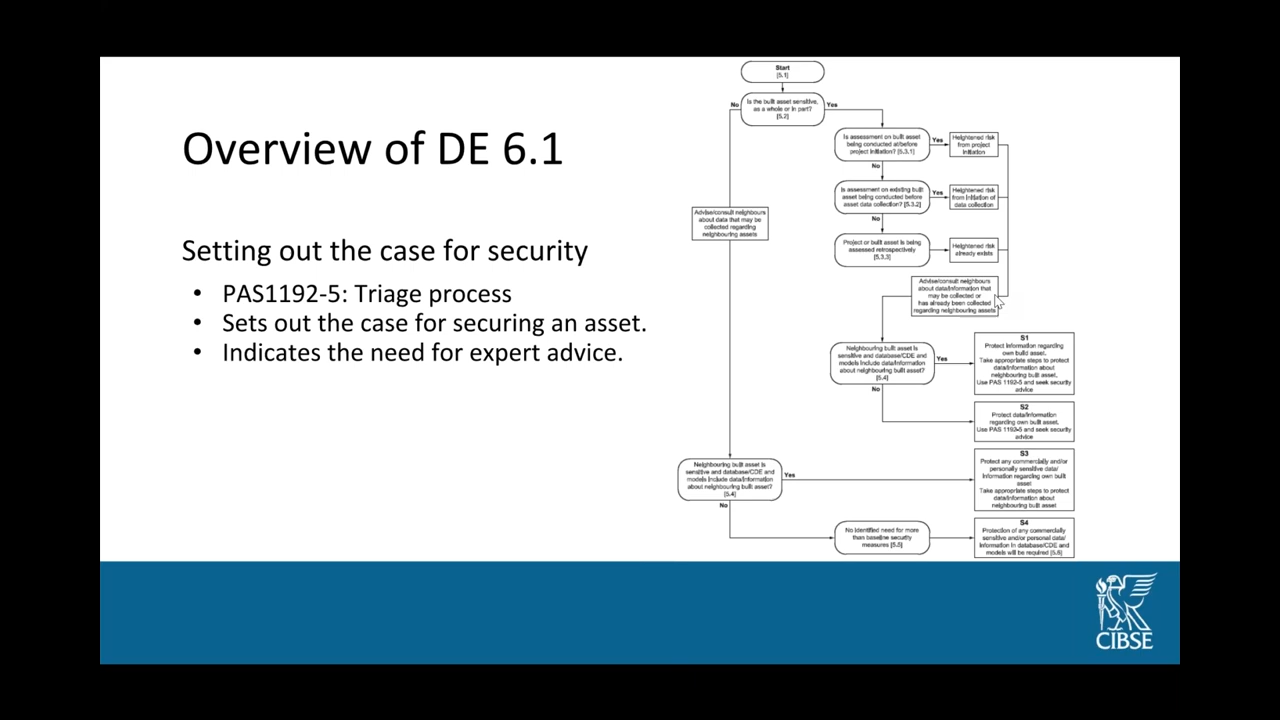 Overview of DE 6.1
Setting out the case for security
• PAS1192-5: Triage process
• Sets out the case for securing an asset.
• Indicates the need for expert advice.
Start
[5.1]
Is the built asset sensitive,
as a whole or in part?
[5.2]
No
Yes
Is assessment on built asset
being conducted at/before
project initiation? [5.3.1]
Yes
Heightened risk
from project
initiation
No
Is assessment on existing built
asset being conducted before
asset data collection? [5.3.2]
Yes
Heightened risk
from initiation of
data collection
No
Project or built asset is being
assessed retrospectively
[5.3.3]
Heightened risk
already exists
Advise/consult neighbours
about data that may be
collected regarding
neighbouring assets
Advise/consult neighbours
about data/information that
may be collected or
has already been collected
regarding neighbouring assets
Neighbouring built asset is
sensitive and database/CDE and
models include data/information
about neighbouring built asset?
[5.4]
Yes
S1
Protect information regarding
own build asset.
Take appropriate steps to protect
data/information about
neighbouring built asset.
Use PAS 1192-5 and seek security
advice
No
S2
Protect data/information
regarding own built asset.
Use PAS 1192-5 and seek security
advice
Neighbouring built asset is
sensitive and database/CDE and
models include data/information
about neighbouring built asset?
[5.4]
Yes
S3
Protect any commercially and/or
personally sensitive data/
information regarding own built
asset
Take appropriate steps to protect
data/information about
neighbouring built asset
No
No identified need for more
than baseline security
measures [5.5]
S4
Protection of any commercially
sensitive and/or personal data/
information in database/CDE and
models will be required [5.6]
CIBSE